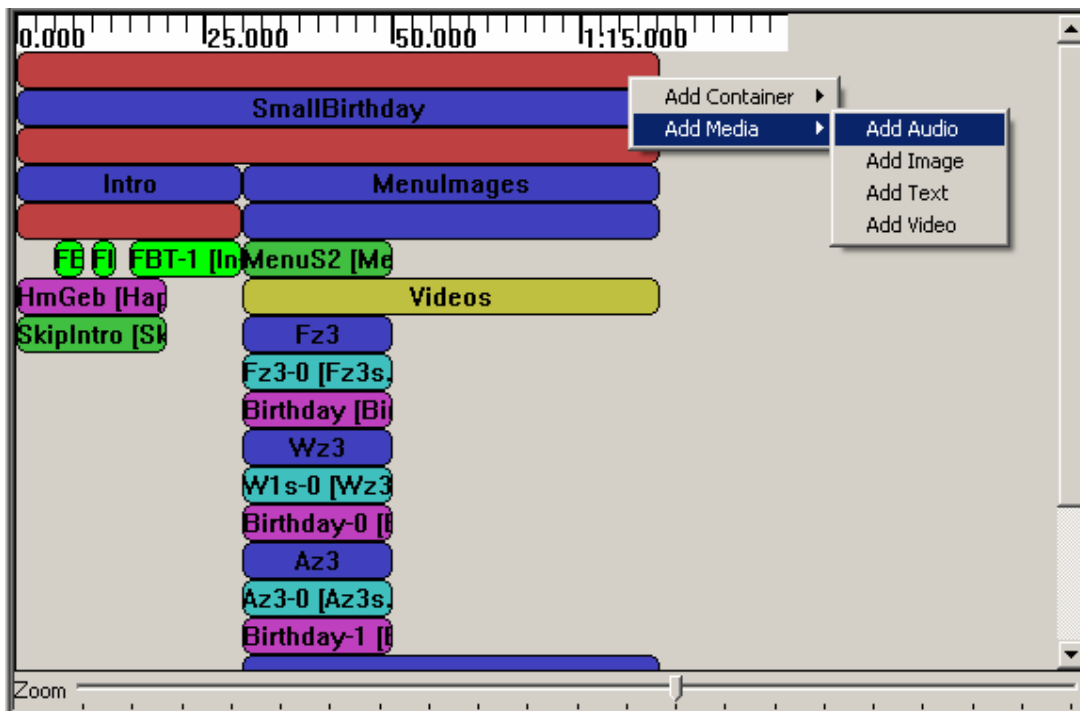 0.000 25.000 50.000 1:15.000
SmallBirthday
Add Container
Add Media
Add Audio
Add Image
Add Text
Add Video
Intro MenuImages
FE FI FBT-1 [In MenuS2 [Me
HmGeb [Hap Videos
SkipIntro [Sk Fz3
Fz3-0 [Fz3s.
Birthday [Bi
Wz3
W1s-0 [Wz3
Birthday-0 [
Az3
Az3-0 [Az3s.
Birthday-1 [
Zoom